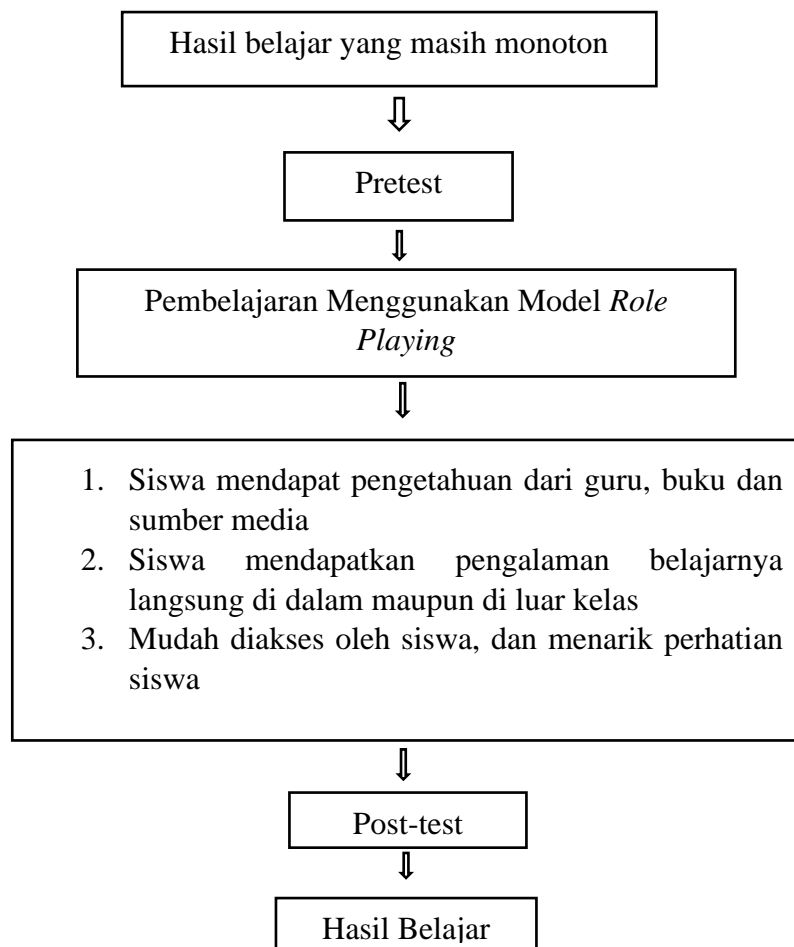 Hasil belajar yang masih monoton
Pretest
Pembelajaran Menggunakan Model Role
Playing
1. Siswa mendapat pengetahuan dari guru, buku dan
sumber media
2. Siswa mendapatkan pengalaman belajarnya
langsung di dalam maupun di luar kelas
3. Mudah diakses oleh siswa, dan menarik perhatian
siswa
Post-test
Hasil Belajar